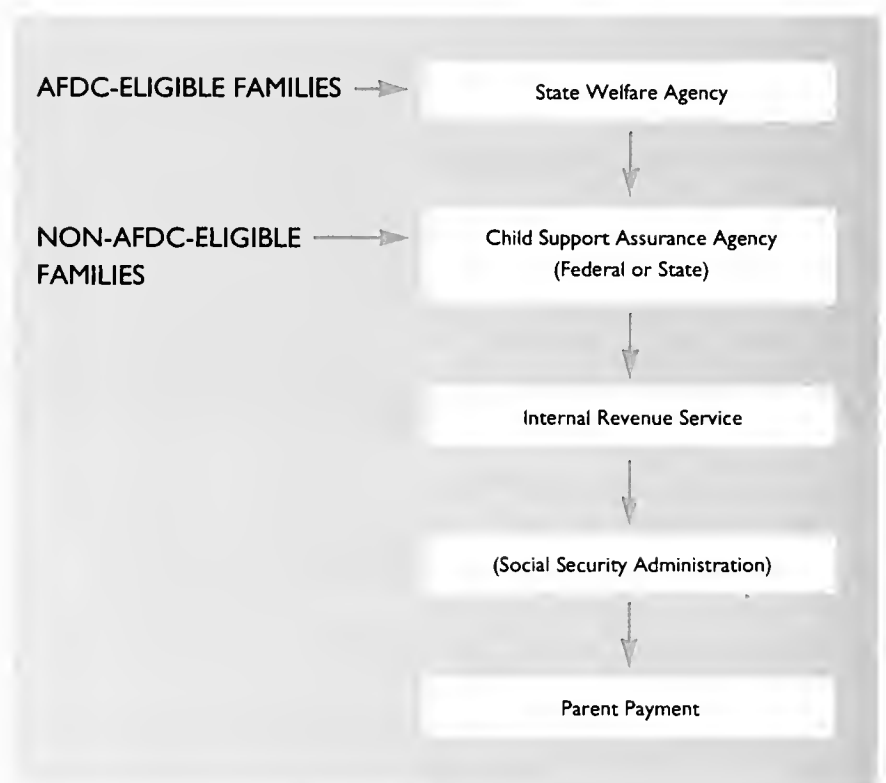 AFDC-ELIGIBLE FAMILIES
State Welfare Agency
NON-AFDC-ELIGIBLE
FAMILIES
Child Support Assurance Agency
(Federal or State)
Internal Revenue Service
(Social Security Administration)
Parent Payment